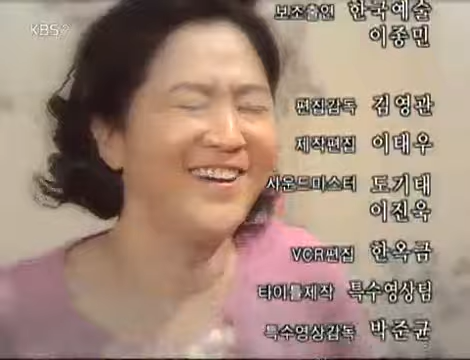 KBS
보조출연 한국예술
이종민
편집감독 김영관
제작편집 이태우
사운드마스터 도기태
이진욱
VCR편집 한옥금
타이틀제작 특수영상팀
특수영상감독 박준균